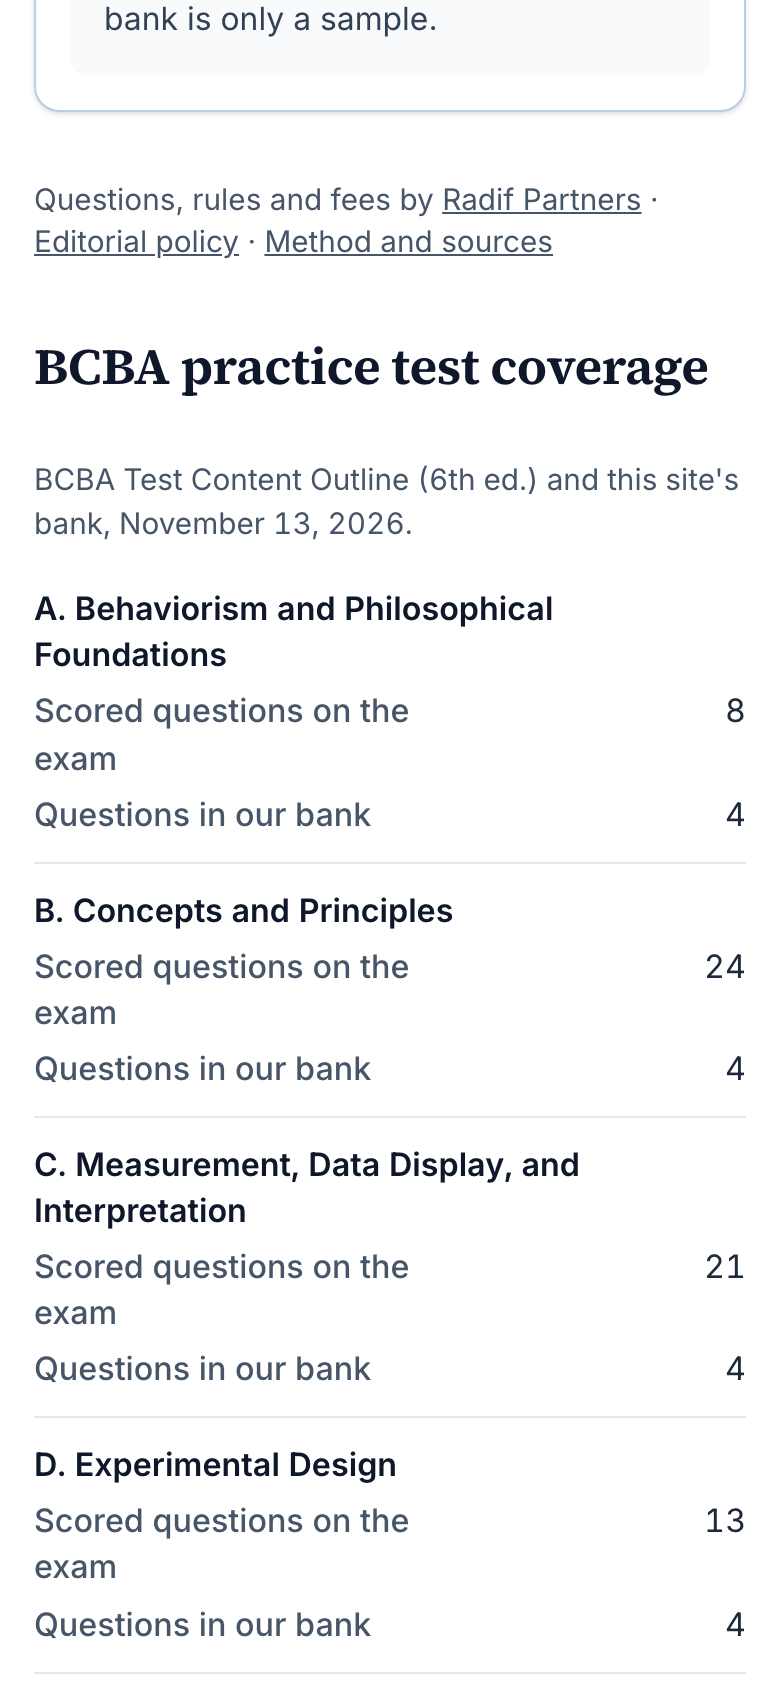 bank is only a sample.
Questions, rules and fees by Radif Partners ·
Editorial policy · Method and sources
BCBA practice test coverage
BCBA Test Content Outline (6th ed.) and this site's
bank, November 13, 2026.
A. Behaviorism and Philosophical
Foundations
Scored questions on the 8
exam
Questions in our bank 4
B. Concepts and Principles
Scored questions on the 24
exam
Questions in our bank 4
C. Measurement, Data Display, and
Interpretation
Scored questions on the 21
exam
Questions in our bank 4
D. Experimental Design
Scored questions on the 13
exam
Questions in our bank 4